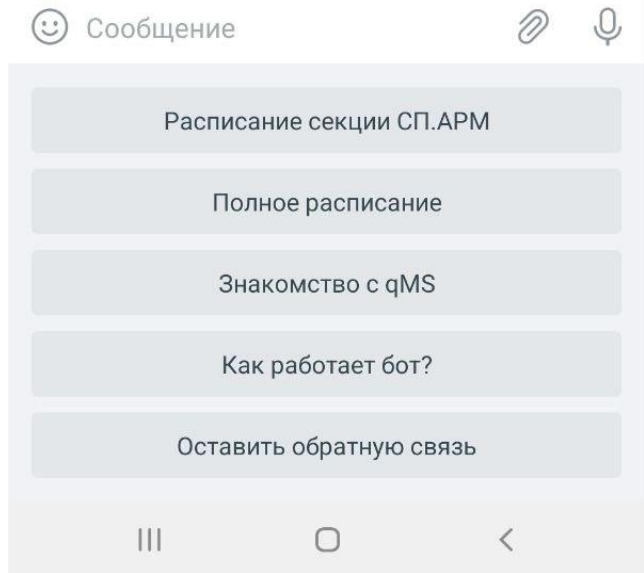 Сообщение
Расписание секции СП.АРМ
Полное расписание
Знакомство с qMS
Как работает бот?
Оставить обратную связь